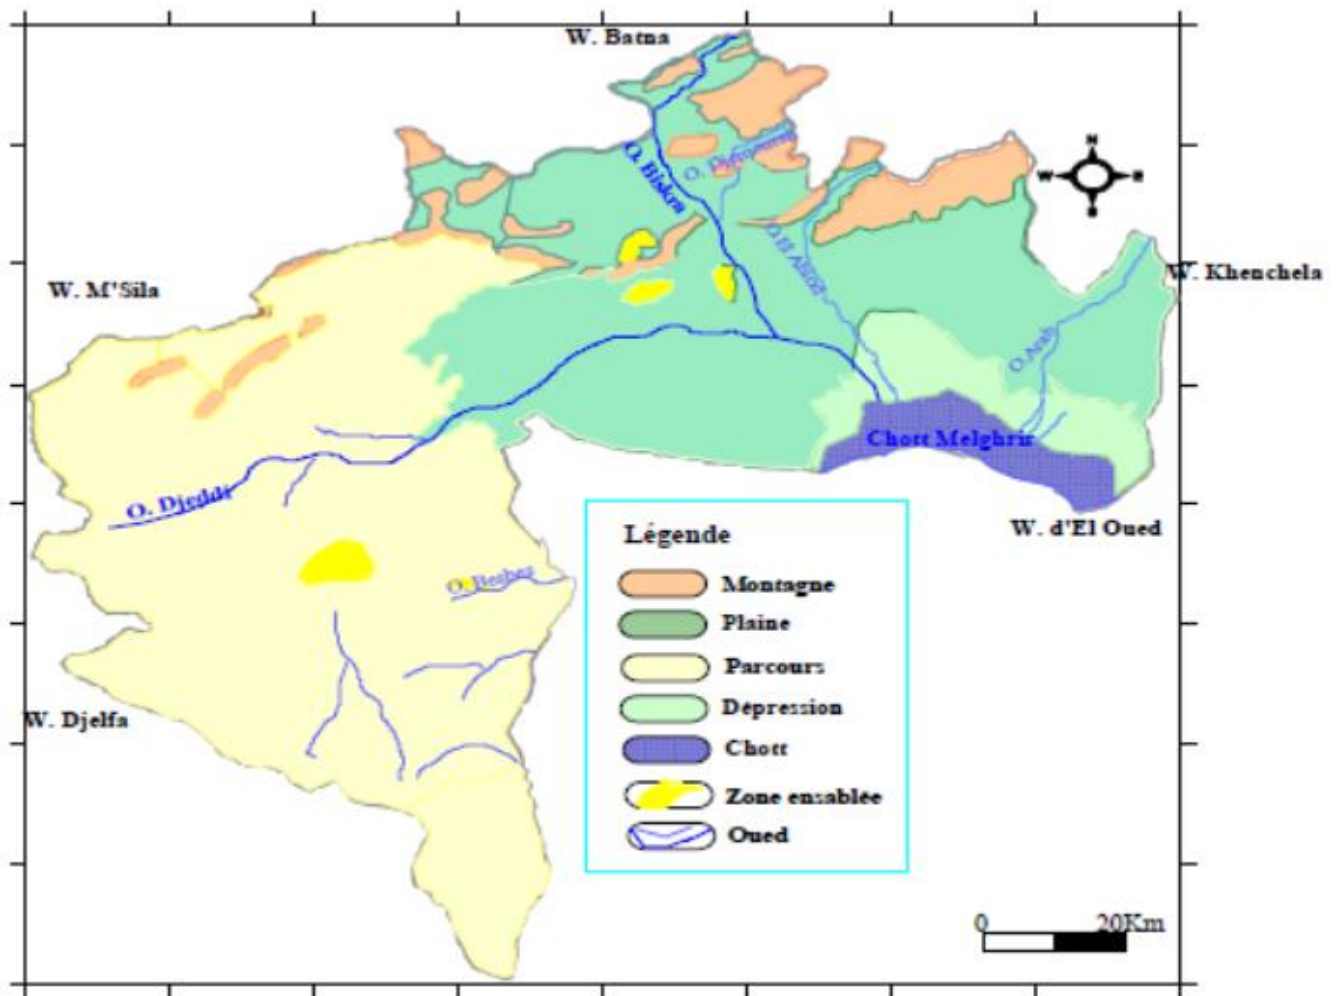 W. Batna
N
W
E
S
O. Biskra
O. El Abiod
W. M'Sila
W. Khenchela
O. Arab
Chott Melghrir
O. Djeddi
W. d'El Oued
W. Djelfa
Légende
Montagne
Plaine
Parcours
Dépression
Chott
Zone ensablée
Oued
0 20Km